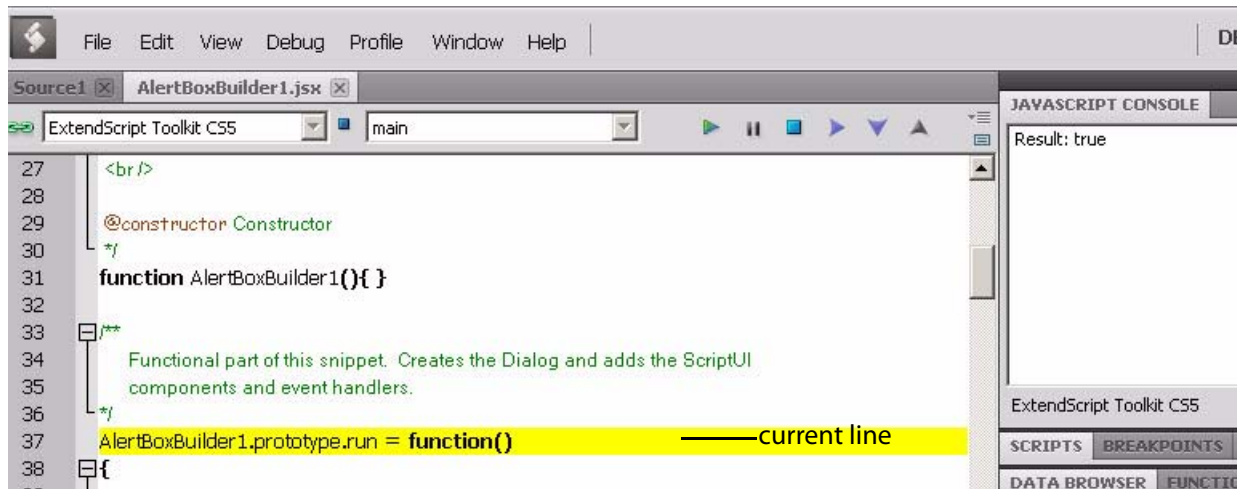 File Edit View Debug Profile Window Help
Source1 AlertBoxBuilder1.jsx
ExtendScript Toolkit CS5 main
JAVASCRIPT CONSOLE
Result: true
27 <br/>
28
29 @constructor Constructor
30 */
31 function AlertBoxBuilder1(){ }
32
33 /**
34 Functional part of this snippet. Creates the Dialog and adds the ScriptUI
35 components and event handlers.
36 */
37 AlertBoxBuilder1.prototype.run = function() current line
38 {
ExtendScript Toolkit CS5
SCRIPTS BREAKPOINTS
DATA BROWSER